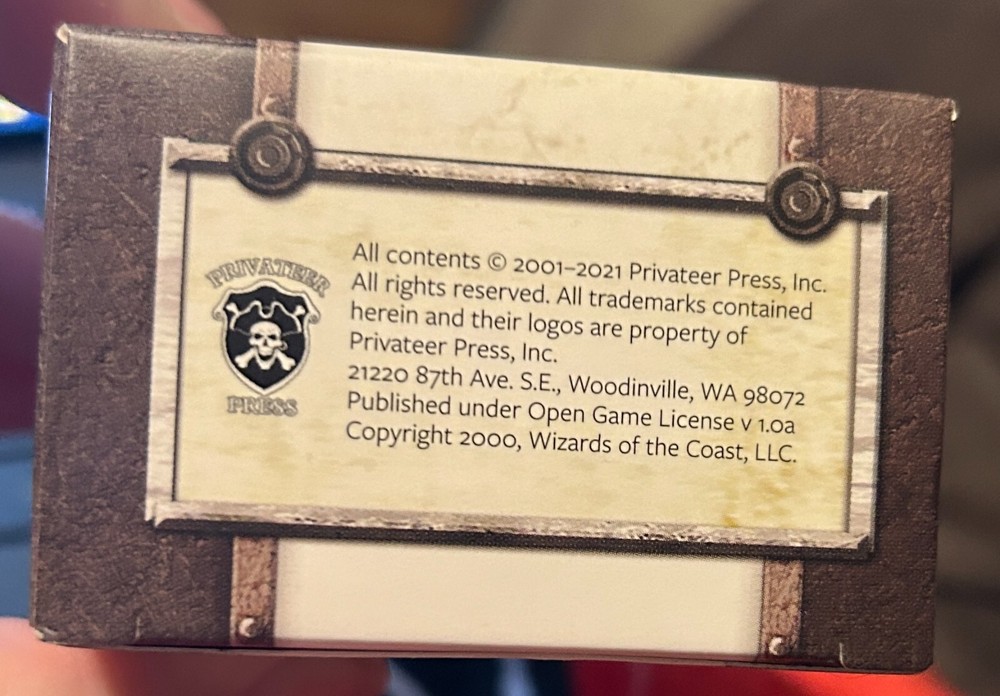 PRIVATEER
PRESS
All contents © 2001–2021 Privateer Press, Inc.
All rights reserved. All trademarks contained
herein and their logos are property of
Privateer Press, Inc.
21220 87th Ave. S.E., Woodinville, WA 98072
Published under Open Game License v 1.0a
Copyright 2000, Wizards of the Coast, LLC.